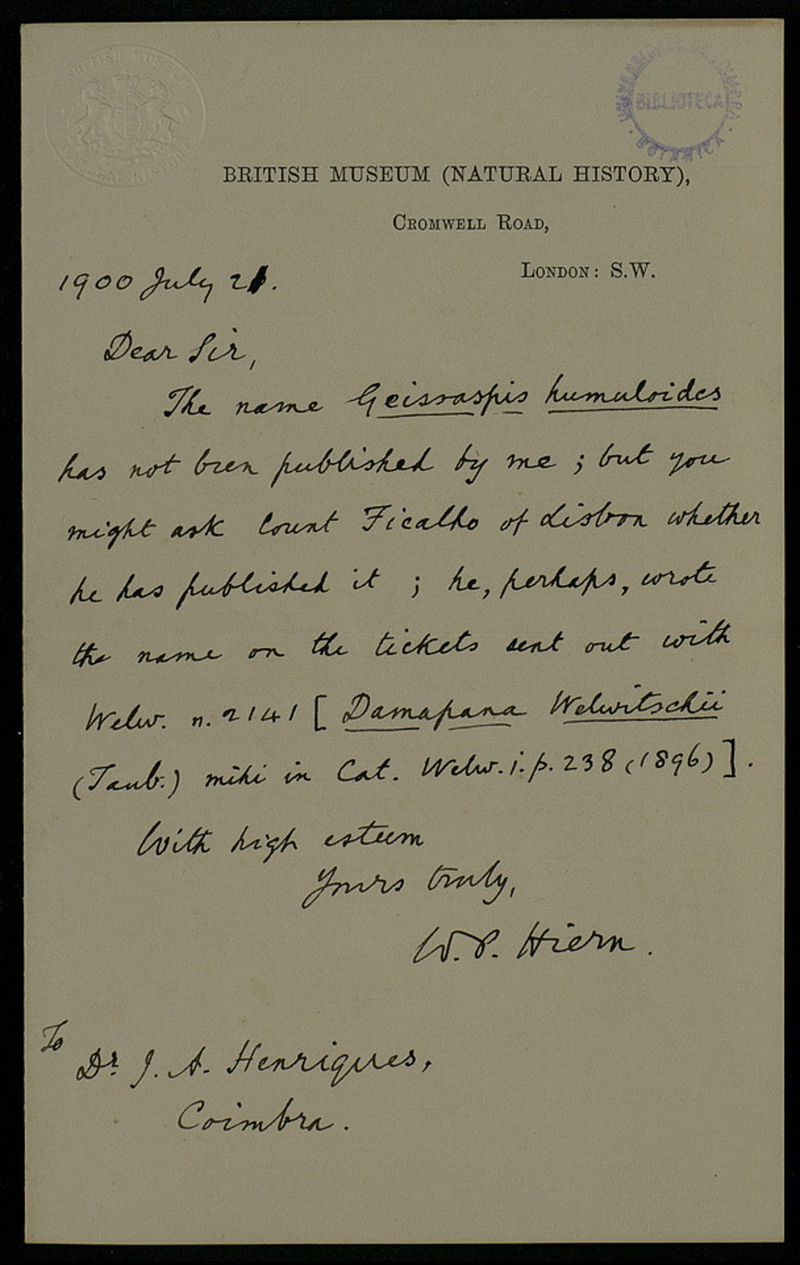 BIBLIOTECA
BOTANICA
BRITISH MUSEUM (NATURAL HISTORY),
CROMWELL ROAD,
LONDON: S.W.
1900 July 21.
Dear Sir,
The name Geissaspis humuloides
has not been published by me; but you
might ask Count Ficalho of Lisbon whether
he has published it; he, perhaps, wrote
the name on the tickets sent out with
Welw. n. 2141 [Damapana Welwitschii
(Taub.) mihi in Cat. Welw. i. p. 238 (1896)].
With high esteem
Yours truly,
W. P. Hiern.
To
Dr. J. A. Henriques,
Coimbra.